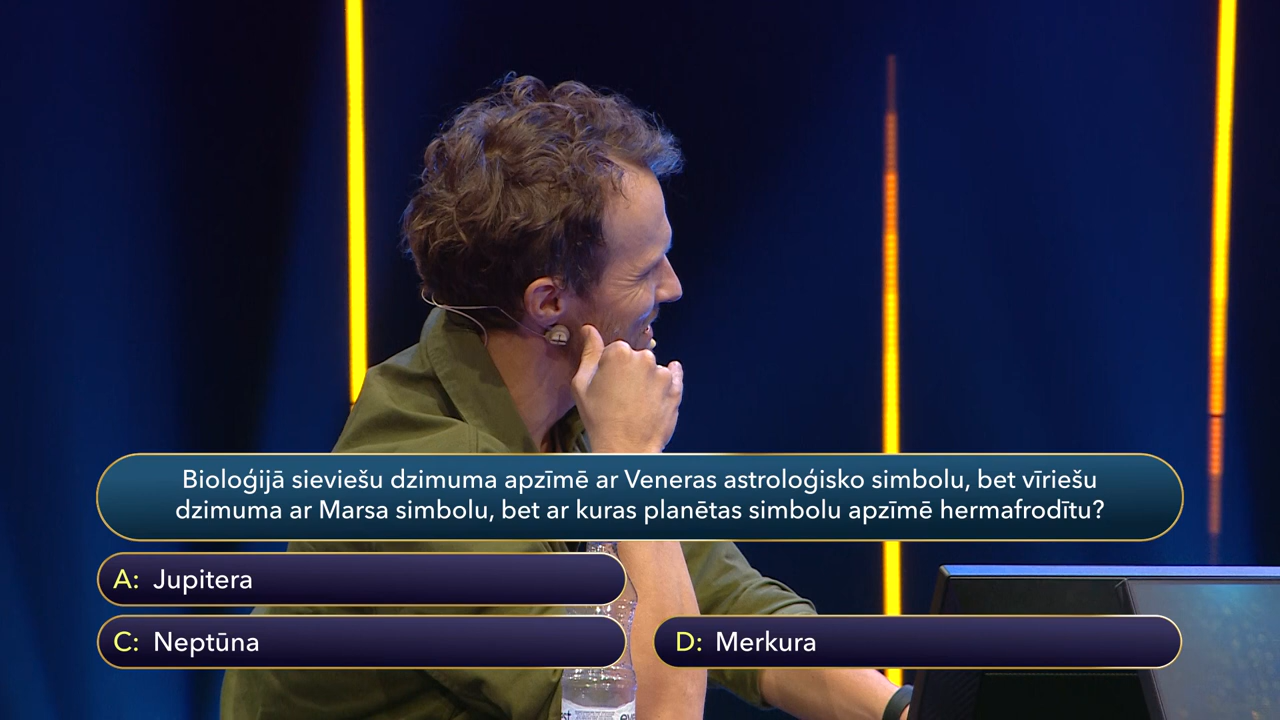 Bioloģijā sieviešu dzimuma apzīmē ar Veneras astroloģisko simbolu, bet vīriešu
dzimuma ar Marsa simbolu, bet ar kuras planētas simbolu apzīmē hermafrodītu?
A: Jupitera
C: Neptūna
D: Merkura